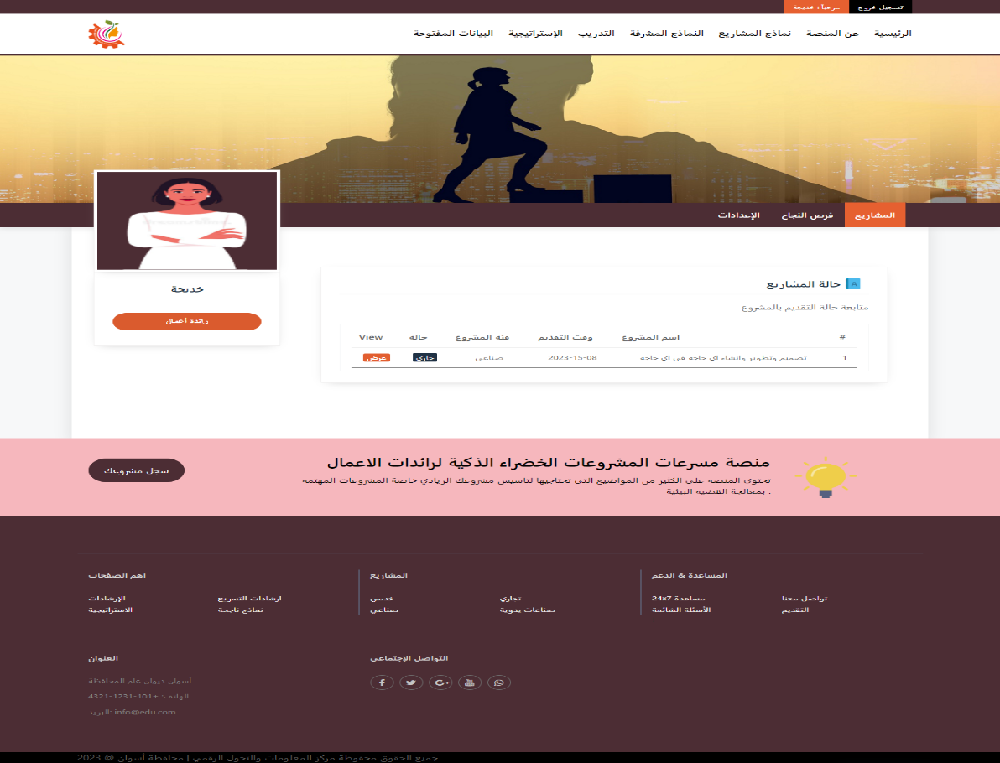 تسجيل خروج
مرحبا : خديجة
الرئيسية عن المنصة نماذج المشاريع النماذج المشرفة التدريب الإستراتيجية البيانات المفتوحة
المشاريع فرص النجاح الإعدادات
خديجة
رائدة أعمال
حالة المشاريع
متابعة حالة التقديم بالمشروع
# اسم المشروع وقت التقديم فئة المشروع حالة View
1 تصميم وتطوير وانشاء اي حاجه في اي حاجه 2023-15-08 صناعي جاري عرض
منصة مسرعات المشروعات الخضراء الذكية لرائدات الاعمال
تحتوى المنصه على الكثير من المواضيع التى تحتاجيها لتاسيس مشروعك الريادي خاصة المشروعات المهتمه
بمعالجة القضيه البيئية .
سجل مشروعك
المساعدة & الدعم
تواصل معنا مساعدة 24x7
التقديم الأسئلة الشائعة
المشاريع
تجاري خدمي
صناعات يدوية صناعي
اهم الصفحات
ارشادات التسريع الإرشادات
نماذج ناجحة الاستراتيجية
التواصل الإجتماعي
العنوان
أسوان ديوان عام المحافظة
الهاتف: +101-1231-4321
البريد: info@edu.com
جميع الحقوق محفوظة مركز المعلومات والتحول الرقمي | محافظة أسوان @ 2023